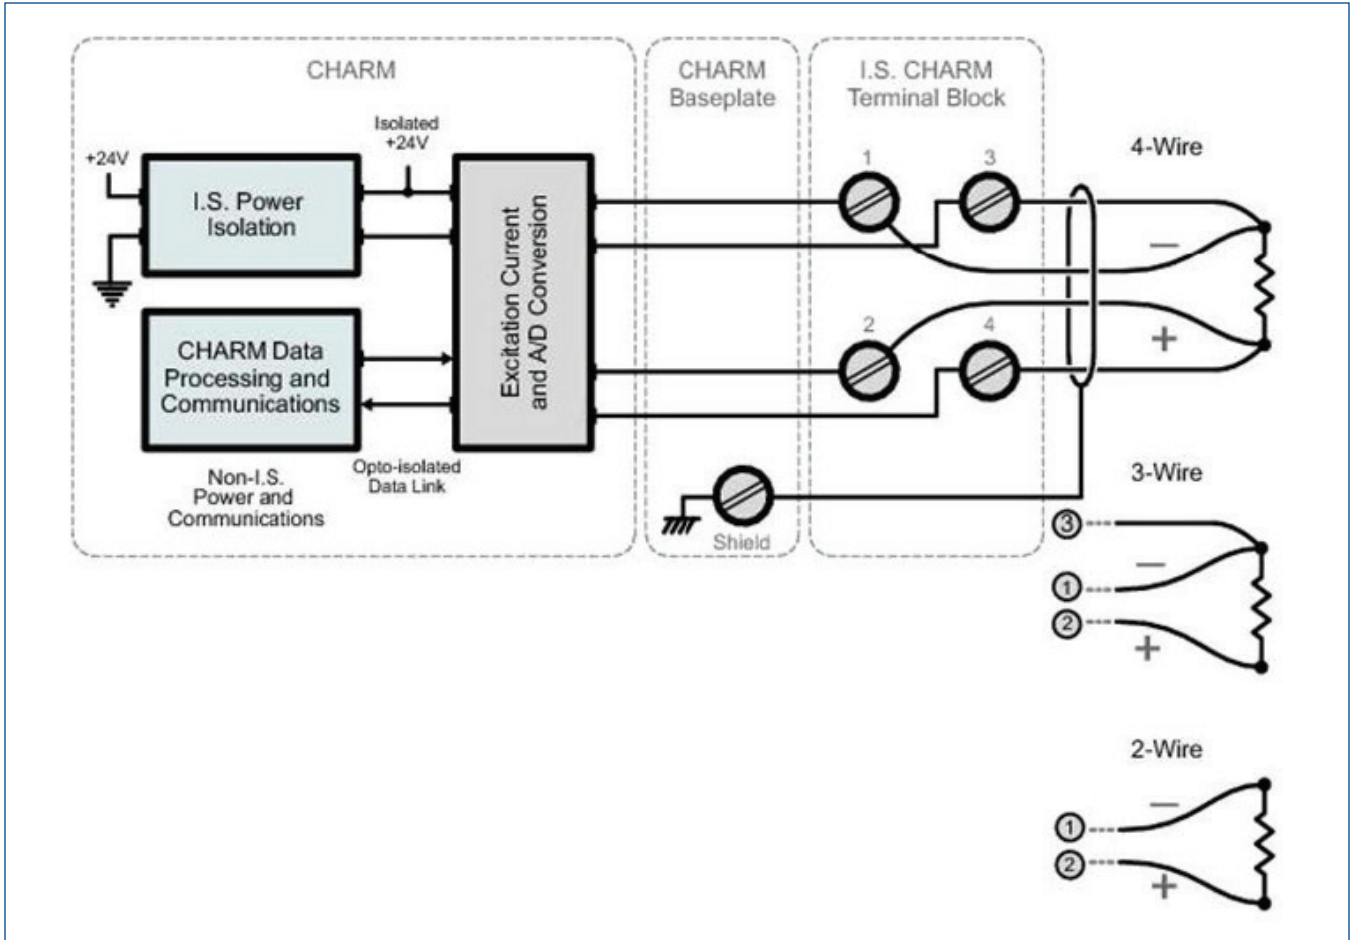 CHARM
CHARM
Baseplate
I.S. CHARM
Terminal Block
Isolated
+24V
+24V
I.S. Power
Isolation
Excitation Current
and A/D Conversion
CHARM Data
Processing and
Communications
Non-I.S.
Power and
Communications
Opto-isolated
Data Link
Shield
1
3
2
4
4-Wire
—
+
3-Wire
3
—
1
2
+
2-Wire
—
1
2
+